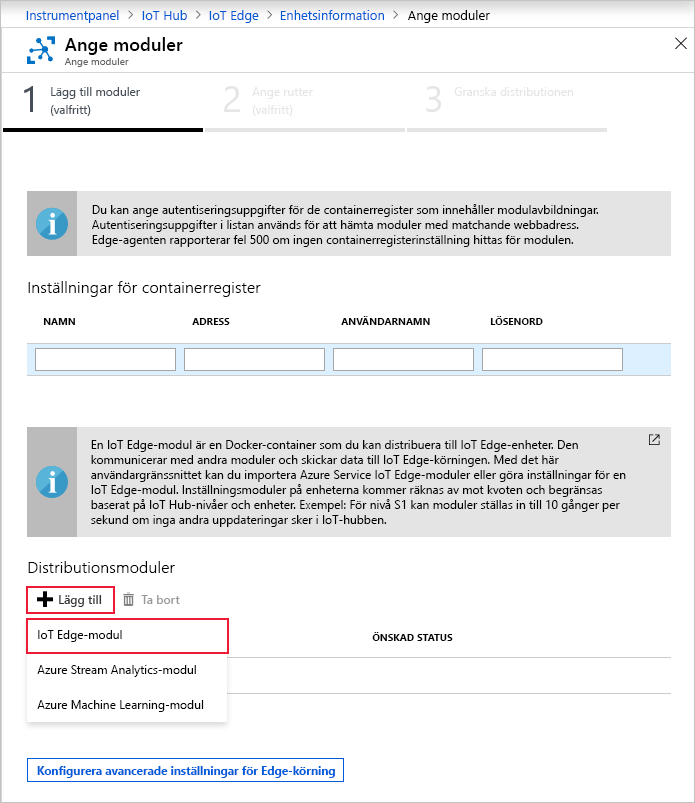 Instrumentpanel > IoT Hub > IoT Edge > Enhetsinformation > Ange moduler
Ange moduler
Ange moduler
1 Lägg till moduler
(valfritt)
2 Ange rutter
(valfritt)
3 Granska distributionen
Du kan ange autentiseringsuppgifter för de containerregister som innehåller modulavbildningar.
Autentiseringsuppgifter i listan används för att hämta moduler med matchande webbadress.
Edge-agenten rapporterar fel 500 om ingen containerregisterinställning hittas för modulen.
Inställningar för containerregister
NAMN ADRESS ANVÄNDARNAMN LÖSENORD
En IoT Edge-modul är en Docker-container som du kan distribuera till IoT Edge-enheter. Den
kommunicerar med andra moduler och skickar data till IoT Edge-körningen. Med det här
användargränssnittet kan du importera Azure Service IoT Edge-moduler eller göra inställningar för en
IoT Edge-modul. Inställningsmoduler på enheterna kommer räknas av mot kvoten och begränsas
baserat på IoT Hub-nivåer och enheter. Exempel: För nivå S1 kan moduler ställas in till 10 gånger per
sekund om inga andra uppdateringar sker i IoT-hubben.
Distributionsmoduler
Lägg till Ta bort
IoT Edge-modul
ÖNSKAD STATUS
Azure Stream Analytics-modul
Azure Machine Learning-modul
Konfigurera avancerade inställningar för Edge-körning